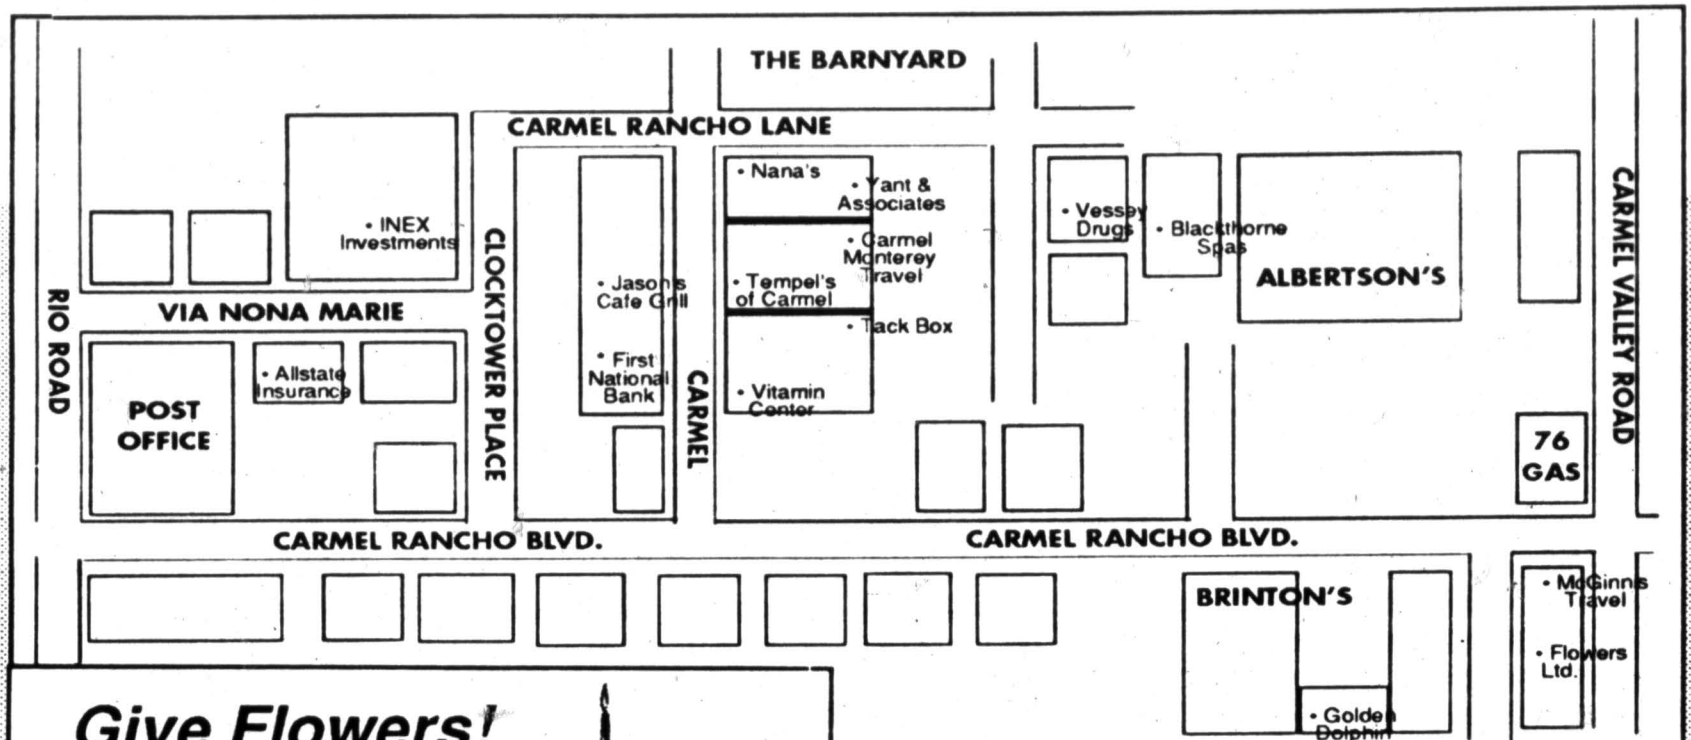 THE BARNYARD
CARMEL RANCHO LANE
• Nana's
• Yant &
Associates
• INEX
Investments
• Vessey
Drugs
• Blackthorne
Spas
• Carmel
Monterey
Travel
ALBERTSON'S
• Jason's
Cafe Grill
• Tempel's
of Carmel
• Tack Box
VIA NONA MARIE
RIO ROAD
CLOCKTOWER PLACE
CARMEL
CARMEL VALLEY ROAD
• Allstate
Insurance
• First
National
Bank
• Vitamin
Center
POST
OFFICE
76
GAS
CARMEL RANCHO BLVD.
CARMEL RANCHO BLVD.
BRINTON'S
• McGinnis
Travel
• Flowers
Ltd.
• Golden
Dolphin
Give Flowers!